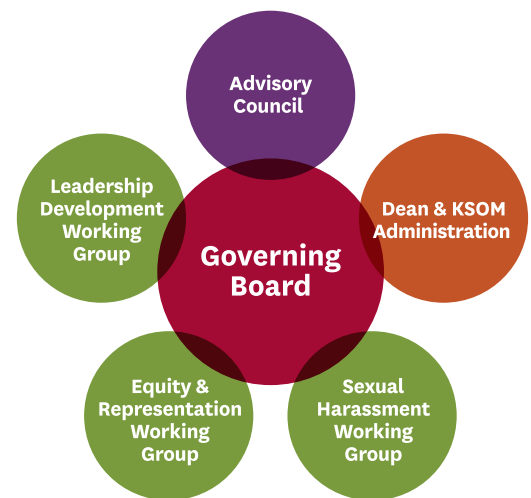 Advisory
Council
Leadership
Development
Working
Group
Dean & KSOM
Administration
Governing
Board
Equity &
Representation
Working
Group
Sexual
Harassment
Working
Group